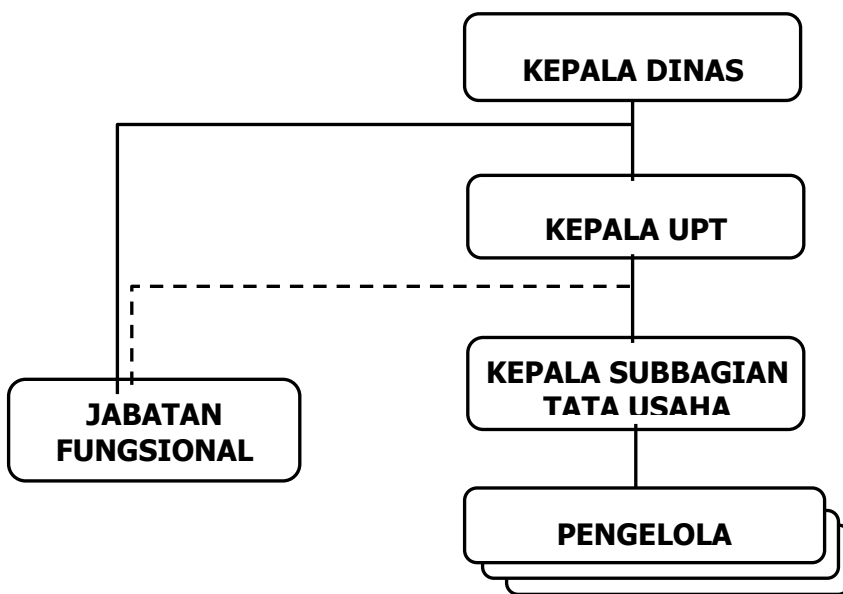 KEPALA DINAS
KEPALA UPT
KEPALA SUBBAGIAN
TATA USAHA
JABATAN
FUNGSIONAL
PENGELOLA